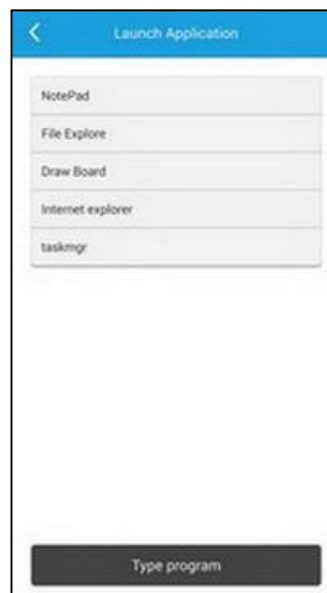 Launch Application
NotePad
File Explore
Draw Board
Internet explorer
taskmgr
Type program